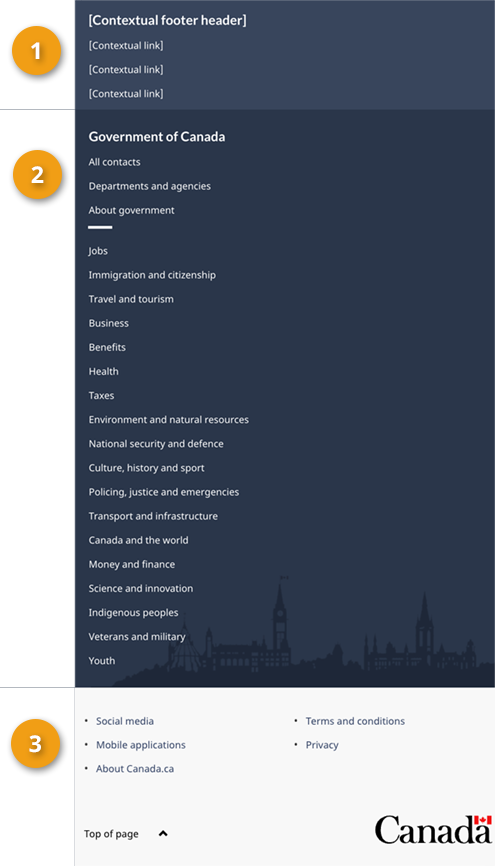 1
[Contextual footer header]
[Contextual link]
[Contextual link]
[Contextual link]
2
Government of Canada
All contacts
Departments and agencies
About government
Jobs
Immigration and citizenship
Travel and tourism
Business
Benefits
Health
Taxes
Environment and natural resources
National security and defence
Culture, history and sport
Policing, justice and emergencies
Transport and infrastructure
Canada and the world
Money and finance
Science and innovation
Indigenous peoples
Veterans and military
Youth
3
• Social media
• Mobile applications
• About Canada.ca
• Terms and conditions
• Privacy
Top of page
Canada